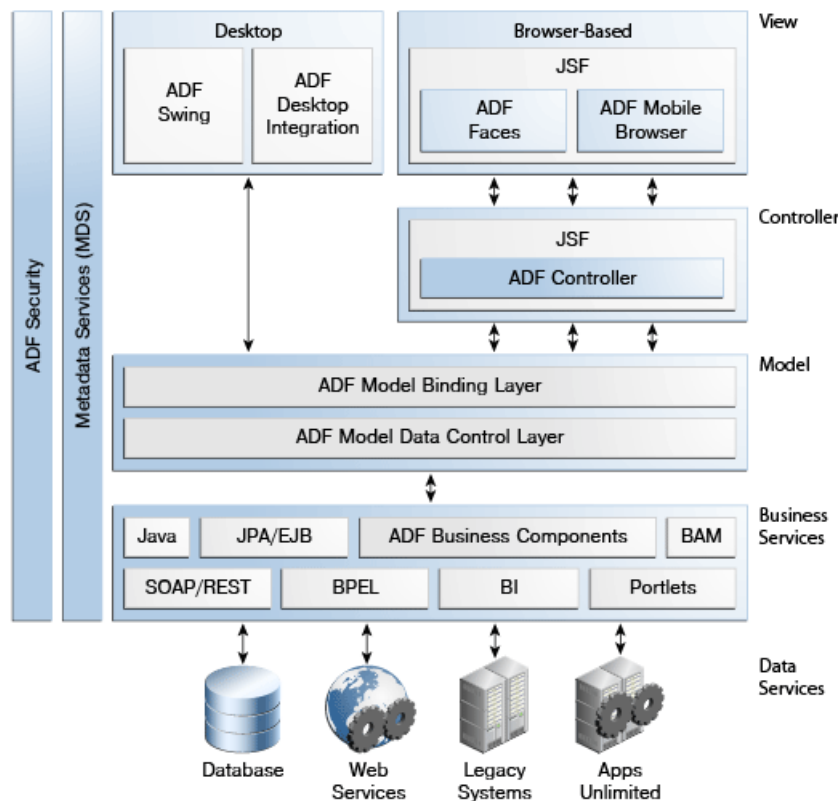 Desktop
Browser-Based
View
ADF
Swing
ADF
Desktop
Integration
JSF
ADF
Faces
ADF Mobile
Browser
Controller
JSF
ADF Controller
ADF Security
Metadata Services (MDS)
Model
ADF Model Binding Layer
ADF Model Data Control Layer
Business
Services
Java
JPA/EJB
ADF Business Components
BAM
SOAP/REST
BPEL
BI
Portlets
Data
Services
Database
Web
Services
Legacy
Systems
Apps
Unlimited